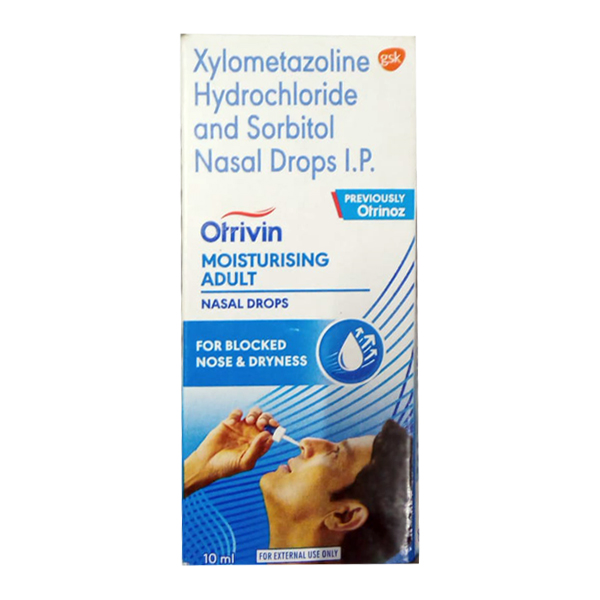 Xylometazoline
gsk
Hydrochloride
and Sorbitol
Nasal Drops I.P.
PREVIOUSLY
Otrinoz
Otrivin
MOISTURISING
ADULT
NASAL DROPS
FOR BLOCKED
NOSE & DRYNESS
10 ml
FOR EXTERNAL USE ONLY